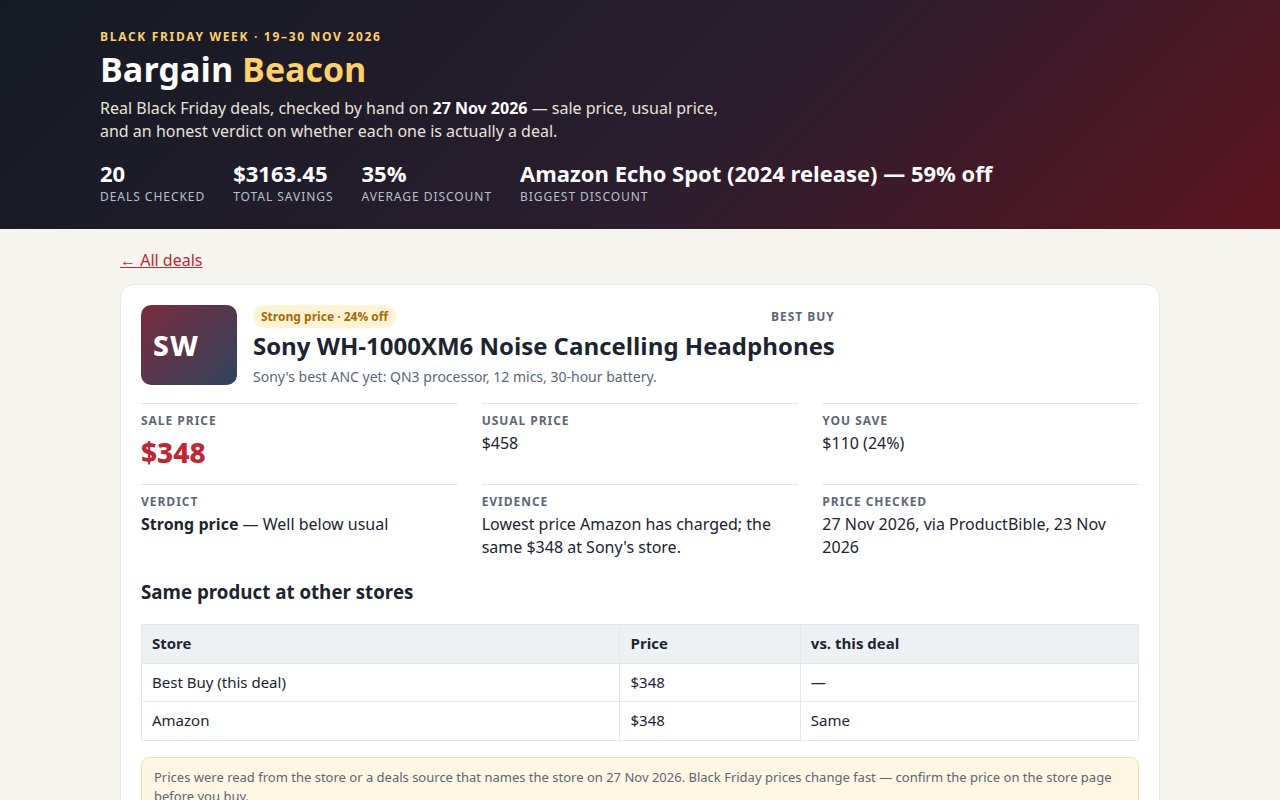 BLACK FRIDAY WEEK · 19–30 NOV 2026
Bargain Beacon
Real Black Friday deals, checked by hand on 27 Nov 2026 — sale price, usual price,
and an honest verdict on whether each one is actually a deal.
20
DEALS CHECKED
$3163.45
TOTAL SAVINGS
35%
AVERAGE DISCOUNT
Amazon Echo Spot (2024 release) — 59% off
BIGGEST DISCOUNT
← All deals
SW
Strong price · 24% off
BEST BUY
Sony WH-1000XM6 Noise Cancelling Headphones
Sony's best ANC yet: QN3 processor, 12 mics, 30-hour battery.
SALE PRICE
$348
USUAL PRICE
$458
YOU SAVE
$110 (24%)
VERDICT
Strong price — Well below usual
EVIDENCE
Lowest price Amazon has charged; the
same $348 at Sony's store.
PRICE CHECKED
27 Nov 2026, via ProductBible, 23 Nov
2026
Same product at other stores
Store Price vs. this deal
Best Buy (this deal) $348 —
Amazon $348 Same
Prices were read from the store or a deals source that names the store on 27 Nov 2026. Black Friday prices change fast — confirm the price on the store page
before you buy.